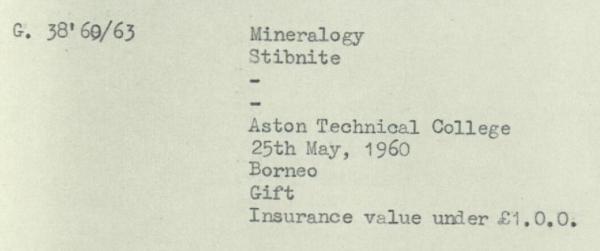 G. 38'60/63 Mineralogy
Stibnite
-
-
Aston Technical College
25th May, 1960
Borneo
Gift
Insurance value under £1.0.0.